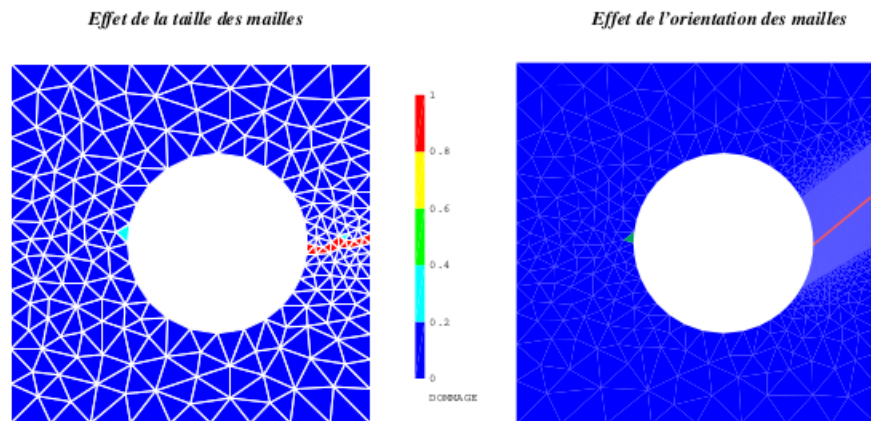 Effet de la taille des mailles
Effet de l'orientation des mailles
1
0.8
0.6
0.4
0.2
0
DOMMAGE